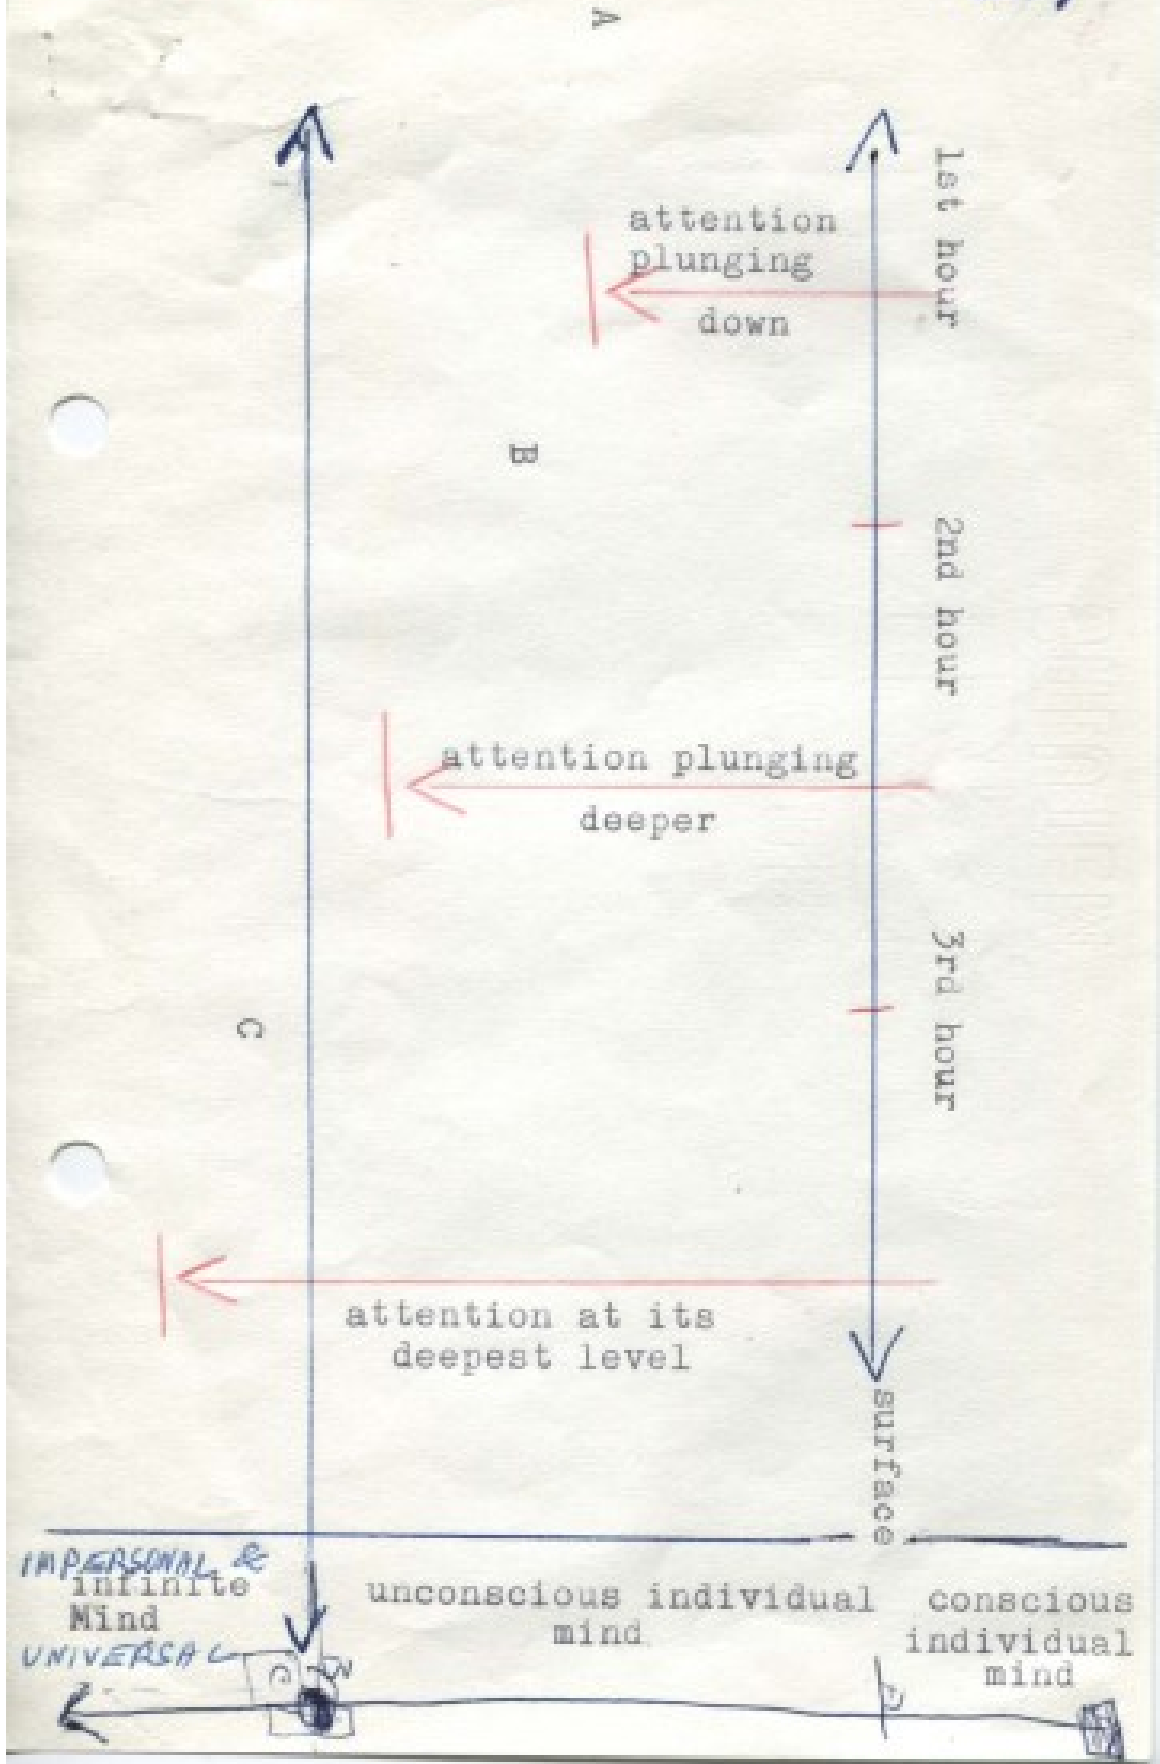 A
1st hour
attention
plunging
down
B
2nd hour
attention plunging
deeper
3rd hour
C
attention at its
deepest level
surface
IMPERSONAL &
infinite
Mind
UNIVERSAL
unconscious individual
mind
conscious
individual
mind